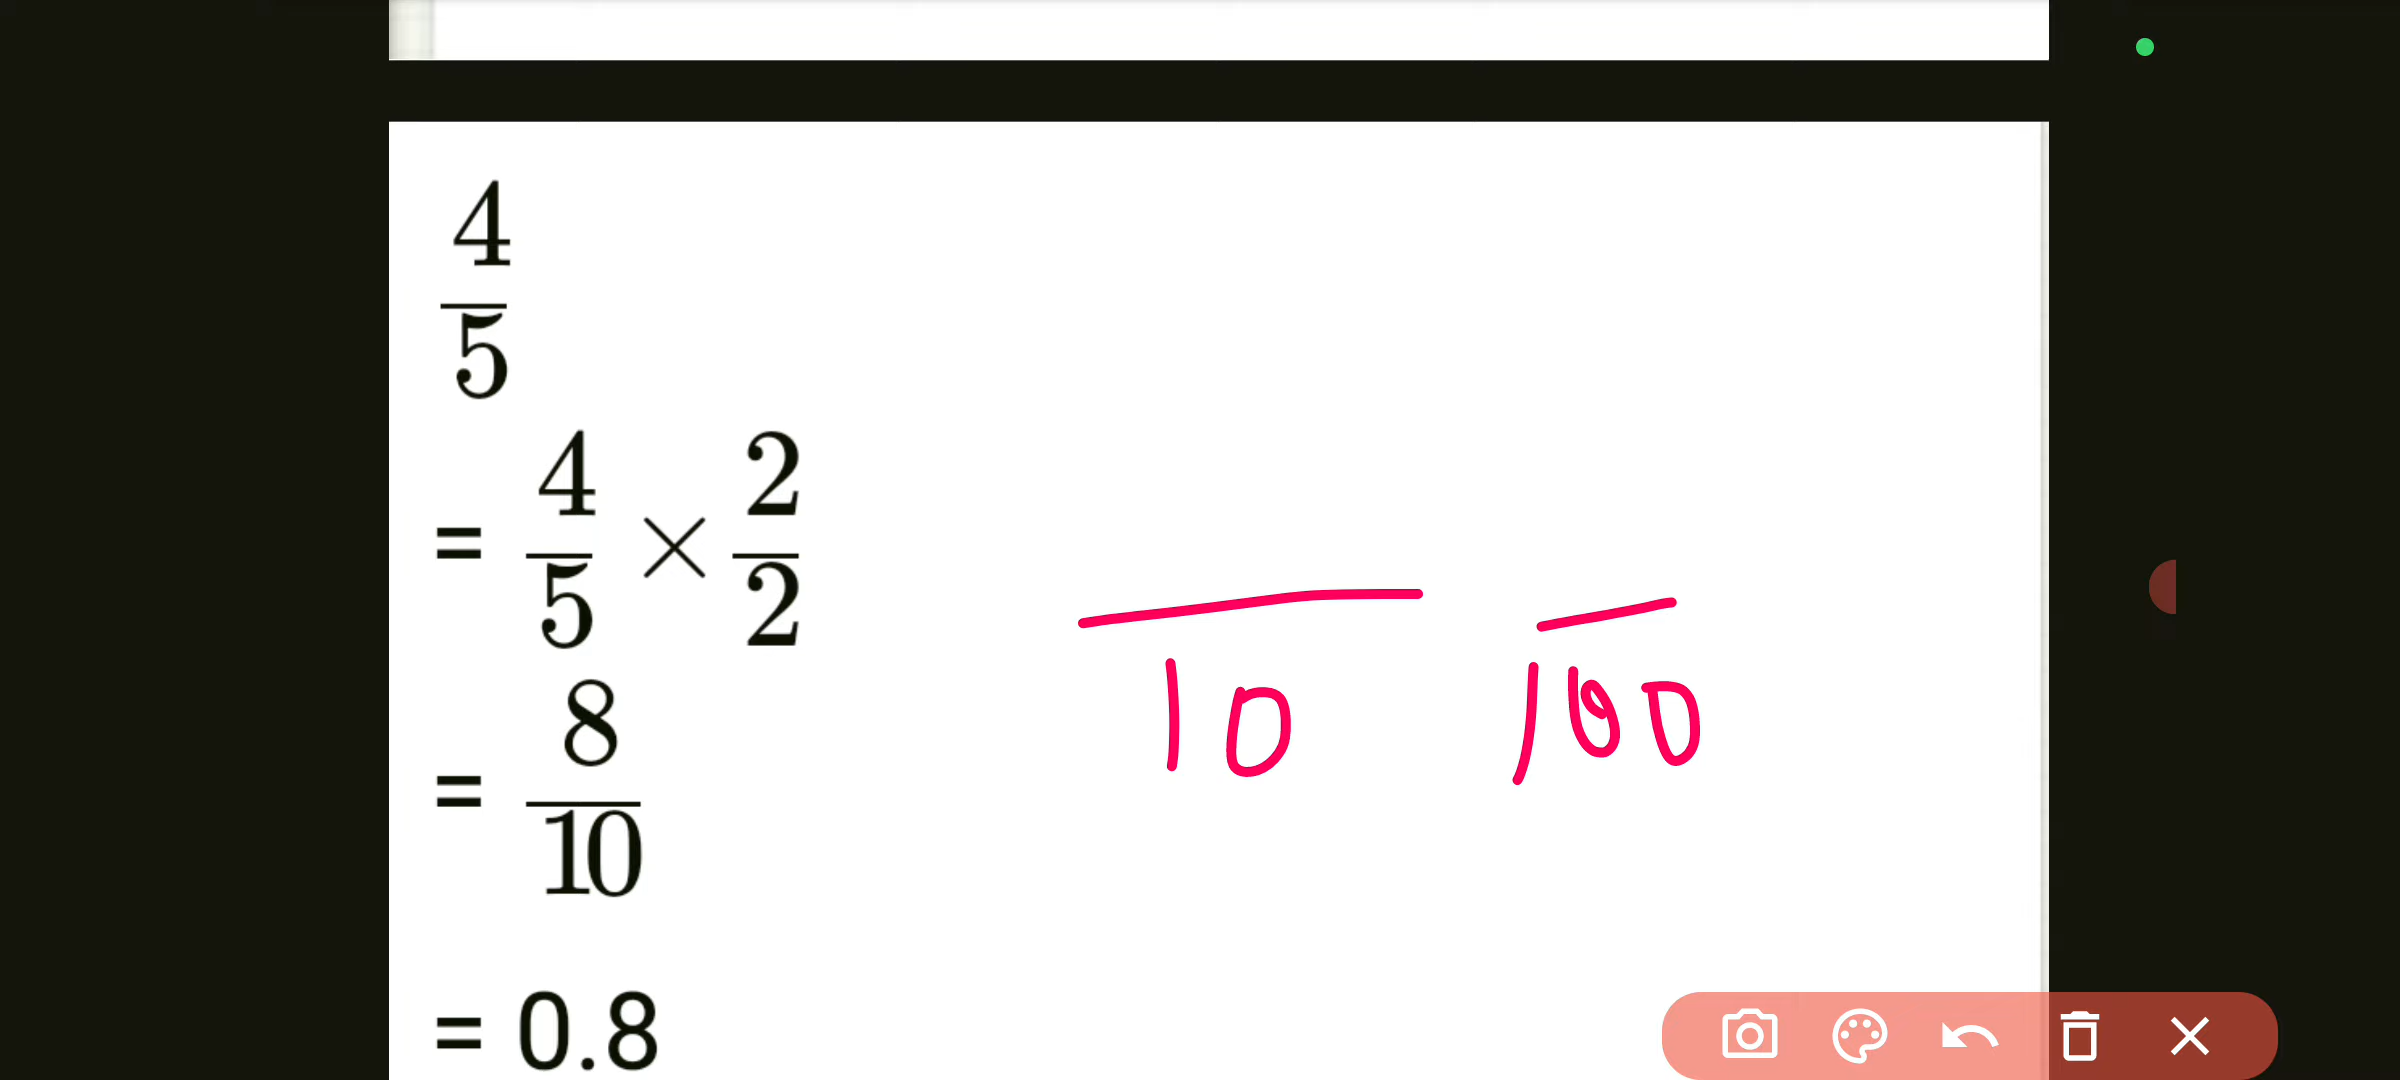 4/5
= 4/5 × 2/2
= 8/10
= 0.8
10 100